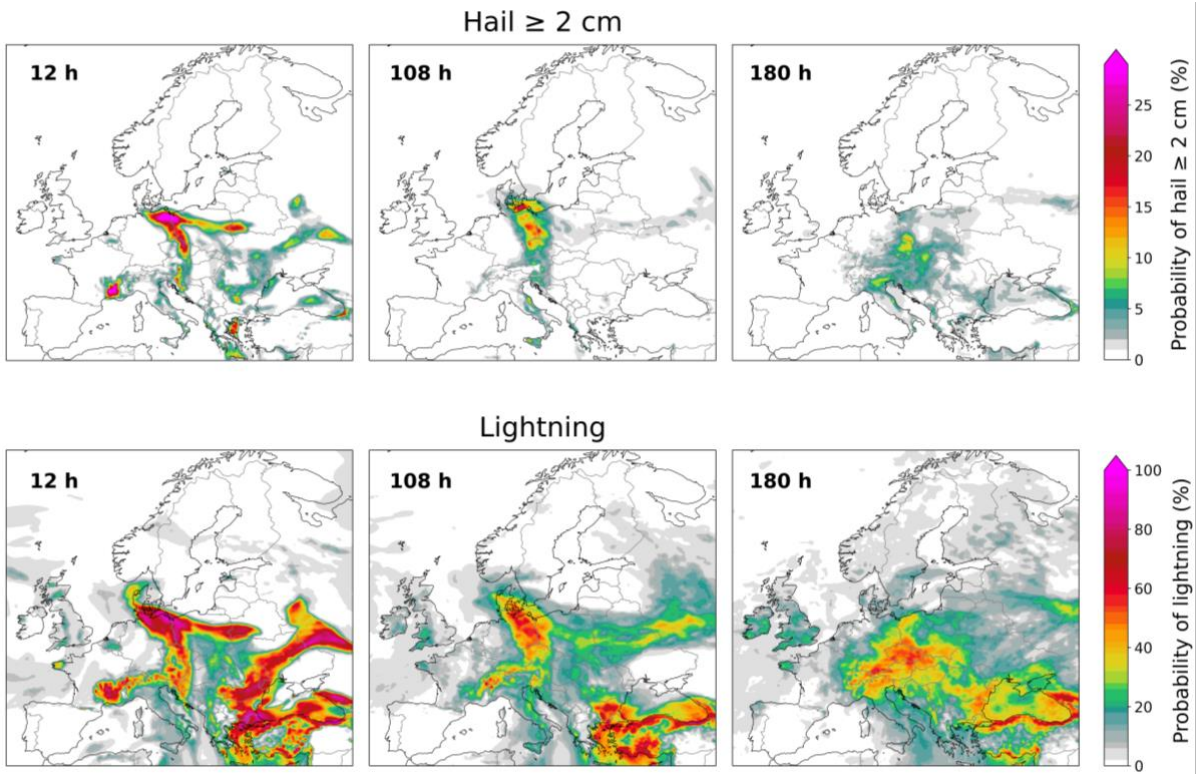 Hail ≥ 2 cm
12 h
108 h
180 h
25
20
15
10
5
0
Probability of hail ≥ 2 cm (%)
Lightning
12 h
108 h
180 h
100
80
60
40
20
0
Probability of lightning (%)